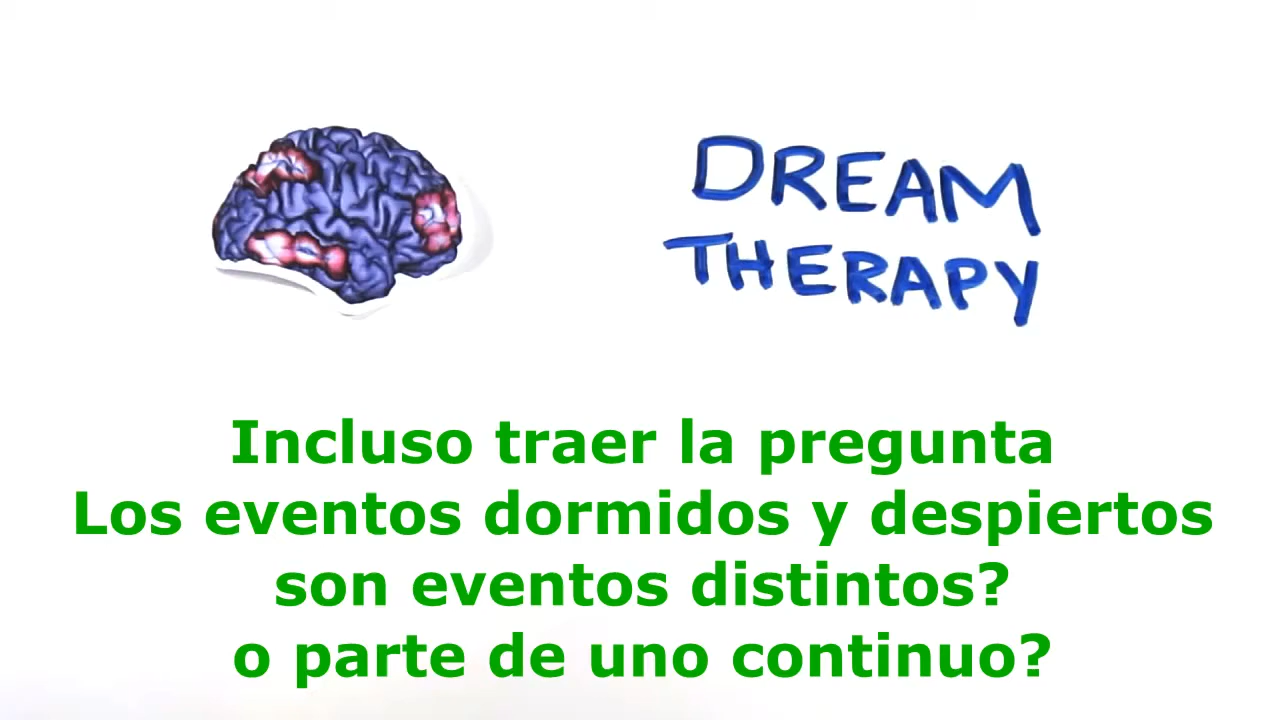 DREAM
THERAPY
Incluso traer la pregunta
Los eventos dormidos y despiertos
son eventos distintos?
o parte de uno continuo?